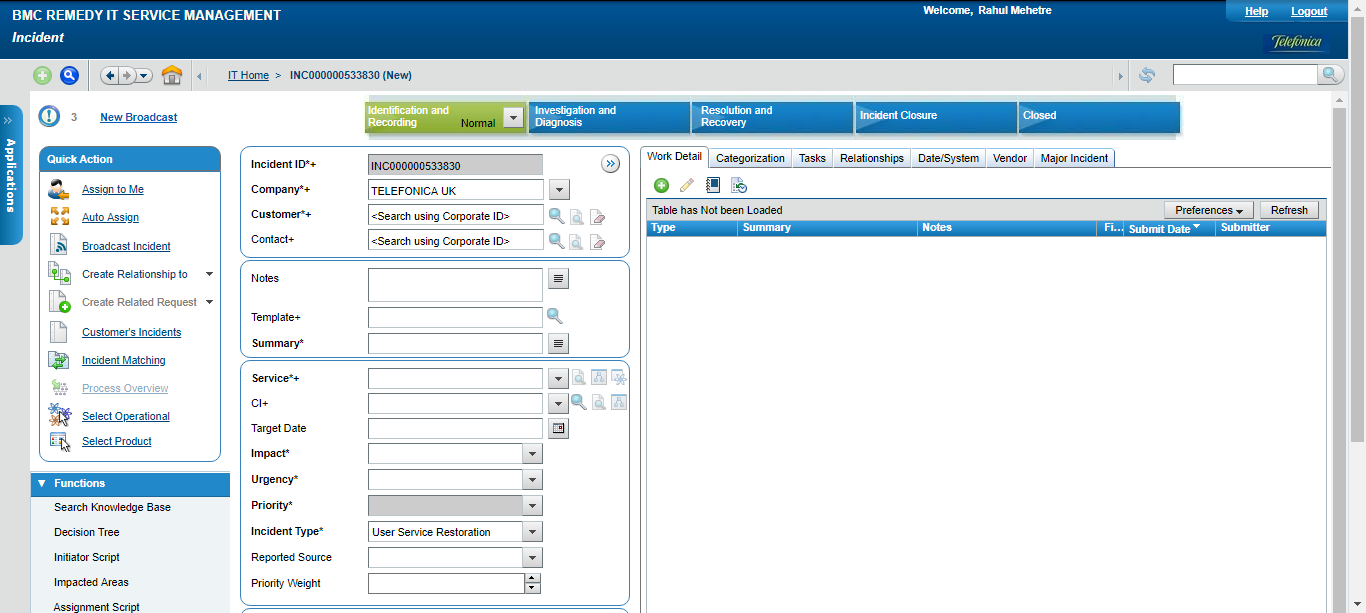 BMC REMEDY IT SERVICE MANAGEMENT
Welcome, Rahul Mehetre
Help
Logout
Incident
Telefónica
IT Home > INC000000533830 (New)
Applications
3
New Broadcast
Identification and
Recording
Normal
Investigation and
Diagnosis
Resolution and
Recovery
Incident Closure
Closed
Quick Action
Assign to Me
Auto Assign
Broadcast Incident
Create Relationship to
Create Related Request
Customer's Incidents
Incident Matching
Process Overview
Select Operational
Select Product
Functions
Search Knowledge Base
Decision Tree
Initiator Script
Impacted Areas
Assignment Script
Incident ID*+ INC000000533830
Company*+ TELEFONICA UK
Customer*+ <Search using Corporate ID>
Contact+ <Search using Corporate ID>
Notes
Template+
Summary*
Service*+
CI+
Target Date
Impact*
Urgency*
Priority*
Incident Type* User Service Restoration
Reported Source
Priority Weight
Work Detail Categorization Tasks Relationships Date/System Vendor Major Incident
Table has Not been Loaded Preferences Refresh
Type Summary Notes Fi... Submit Date Submitter